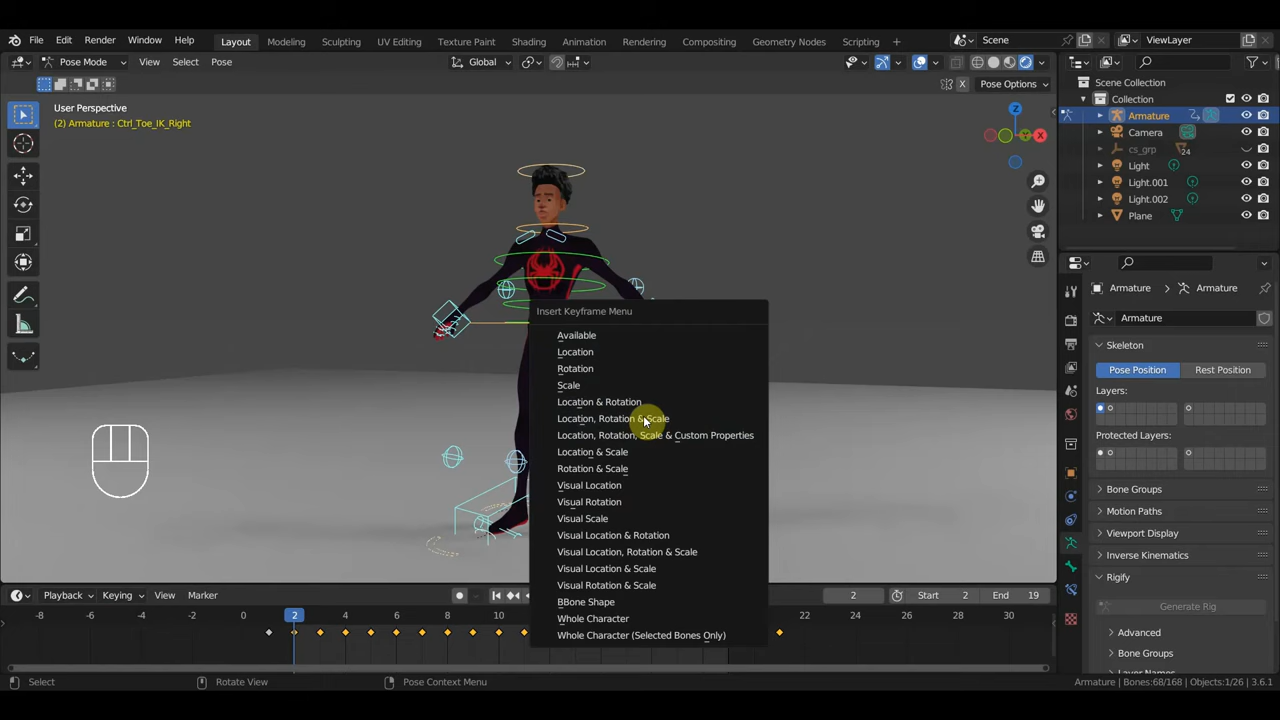 File Edit Render Window Help Layout Modeling Sculpting UV Editing Texture Paint Shading Animation Rendering Compositing Geometry Nodes Scripting + Scene ViewLayer
Pose Mode View Select Pose Global
X Pose Options
User Perspective
(2) Armature : Ctrl_Toe_IK_Right
Z
Y
X
Scene Collection
Collection
Armature
Camera
cs_grp 24
Light
Light.001
Light.002
Plane
Insert Keyframe Menu
Available
Location
Rotation
Scale
Location & Rotation
Location, Rotation & Scale
Location, Rotation, Scale & Custom Properties
Location & Scale
Rotation & Scale
Visual Location
Visual Rotation
Visual Scale
Visual Location & Rotation
Visual Location, Rotation & Scale
Visual Location & Scale
Visual Rotation & Scale
BBone Shape
Whole Character
Whole Character (Selected Bones Only)
Armature Armature
Armature
Skeleton
Pose Position Rest Position
Layers:
Protected Layers:
Bone Groups
Motion Paths
Viewport Display
Inverse Kinematics
Rigify
Generate Rig
Advanced
Bone Groups
Layer Names
Playback Keying View Marker 2 Start 2 End 19
-8 -6 -4 -2 0 2 4 6 8 10 22 24 26 28 30
Select Rotate View Pose Context Menu Armature | Bones:68/168 | Objects:1/26 | 3.6.1